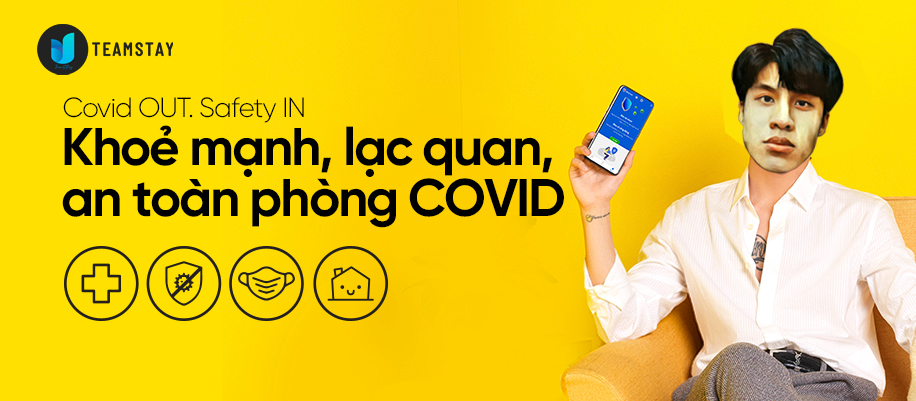 TEAMSTAY
Covid OUT. Safety IN
Khoẻ mạnh, lạc quan,
an toàn phòng COVID